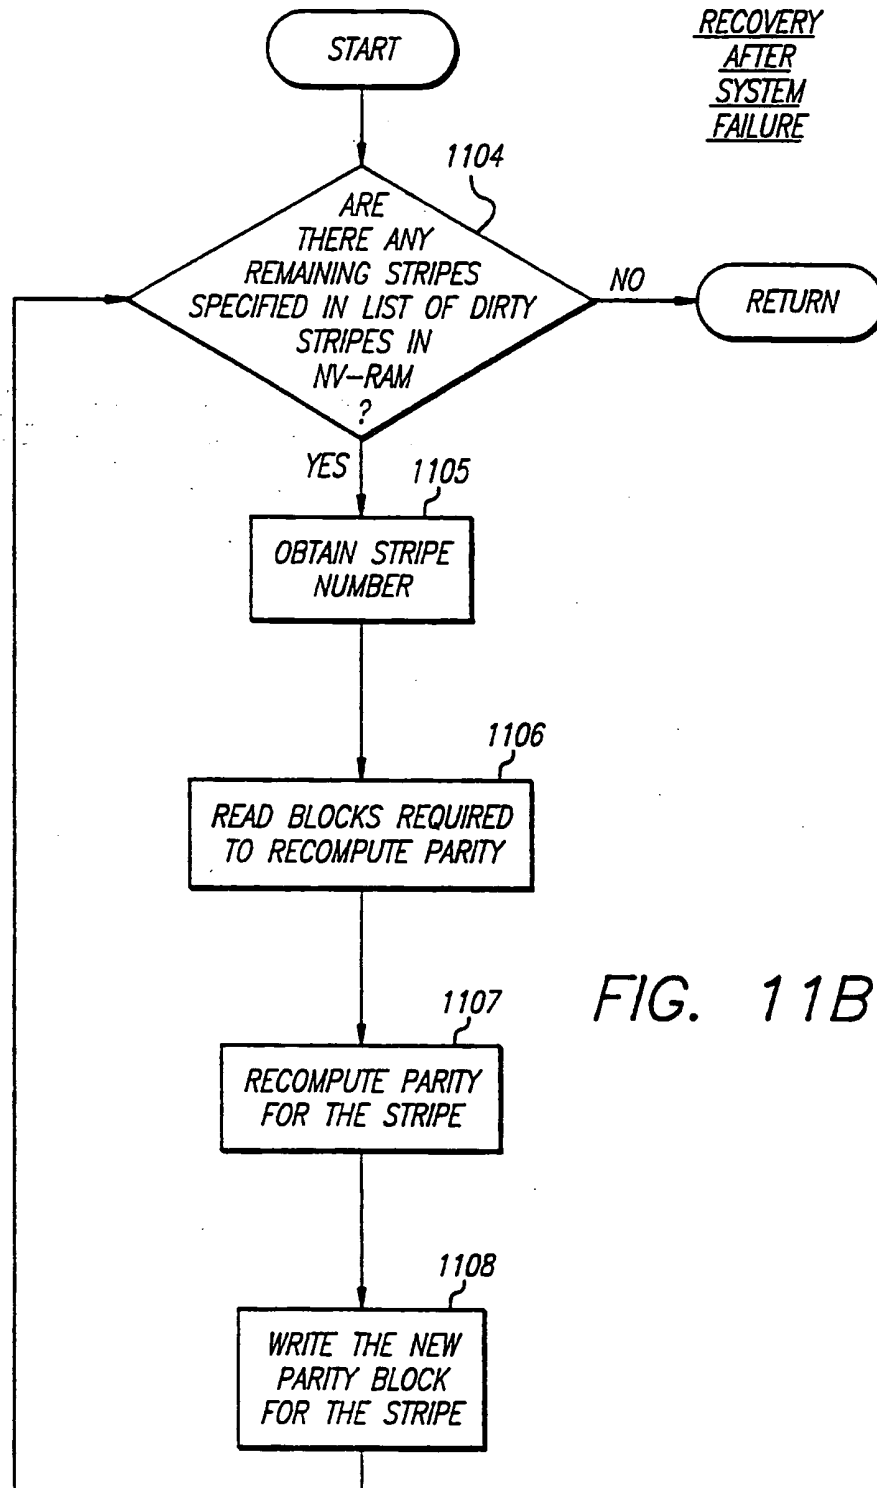 RECOVERY
AFTER
SYSTEM
FAILURE
START
1104
ARE
THERE ANY
REMAINING STRIPES
SPECIFIED IN LIST OF DIRTY
STRIPES IN
NV-RAM
?
NO
RETURN
YES
1105
OBTAIN STRIPE
NUMBER
1106
READ BLOCKS REQUIRED
TO RECOMPUTE PARITY
1107
RECOMPUTE PARITY
FOR THE STRIPE
1108
WRITE THE NEW
PARITY BLOCK
FOR THE STRIPE
FIG. 11B